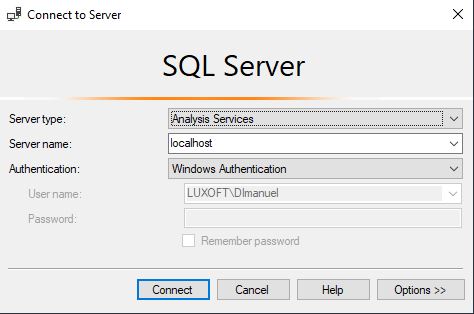 Connect to Server
SQL Server
Server type: Analysis Services
Server name: localhost
Authentication: Windows Authentication
User name: LUXOFT\DImanuel
Password:
Remember password
Connect Cancel Help Options >>